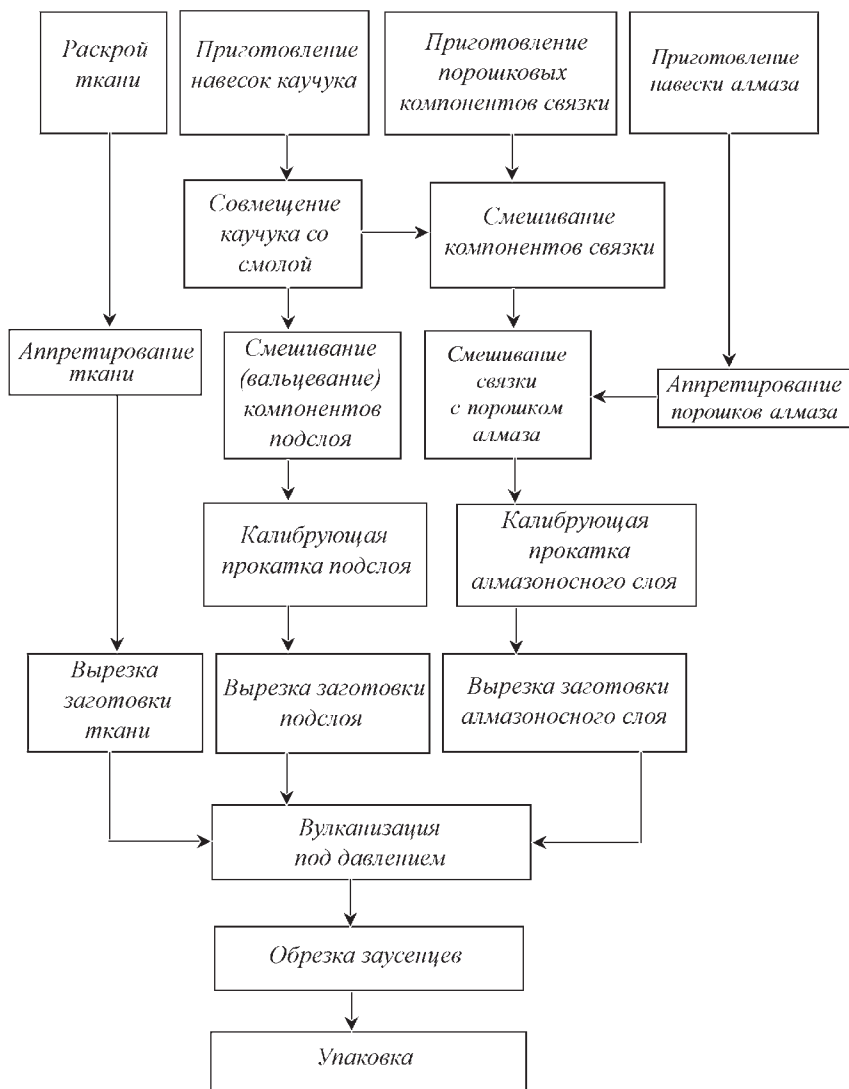 Раскрой
ткани
Приготовление
навесок каучука
Приготовление
порошковых
компонентов связки
Приготовление
навески алмаза
Совмещение
каучука со
смолой
Смешивание
компонентов связки
Аппретирование
ткани
Смешивание
(вальцевание)
компонентов
подслоя
Смешивание
связки
с порошком
алмаза
Аппретирование
порошков алмаза
Калибрующая
прокатка подслоя
Калибрующая
прокатка
алмазоносного слоя
Вырезка
заготовки
ткани
Вырезка заготовки
подслоя
Вырезка заготовки
алмазоносного слоя
Вулканизация
под давлением
Обрезка заусенцев
Упаковка